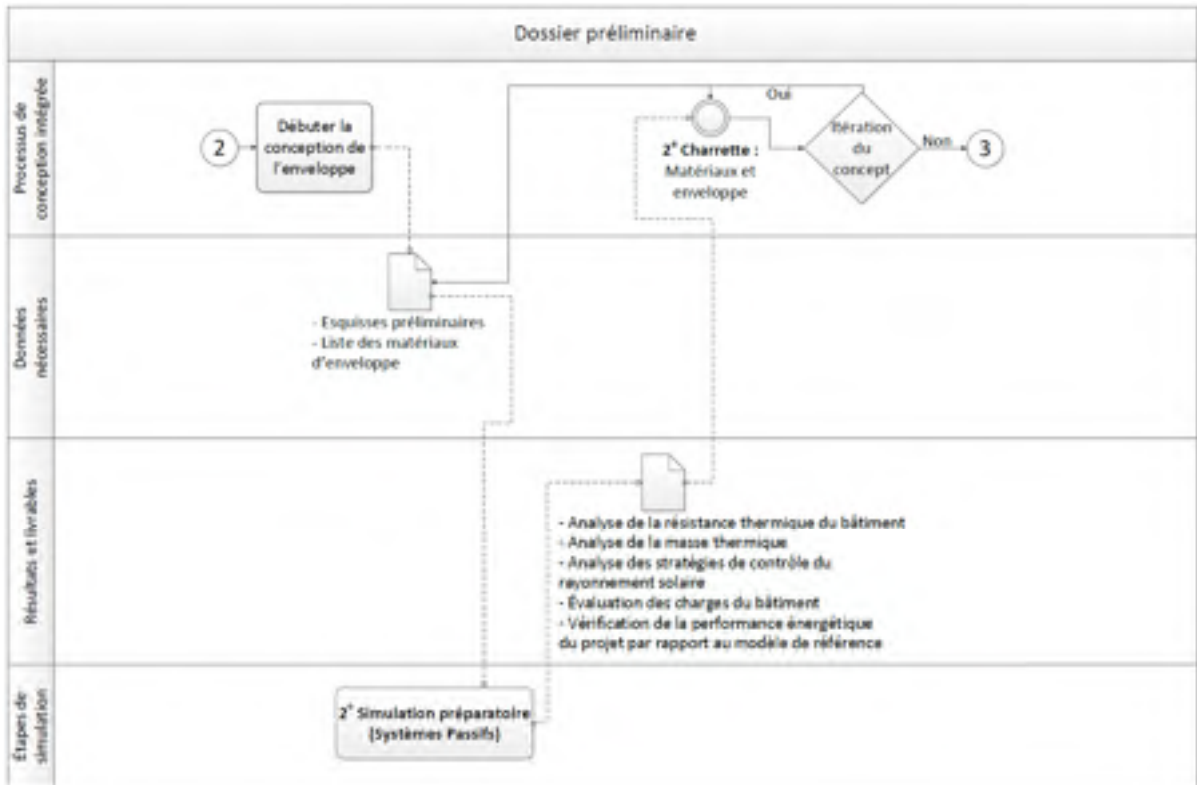 Dossier préliminaire
Processus de
conception intégrée
2
Débuter la
conception de
l'enveloppe
2e Charrette :
Matériaux et
enveloppe
Oui
Itération
du
concept
Non
3
Données
nécessaires
- Esquisses préliminaires
- Liste des matériaux
d'enveloppe
Résultats et livrables
- Analyse de la résistance thermique du bâtiment
- Analyse de la masse thermique
- Analyse des stratégies de contrôle du
rayonnement solaire
- Évaluation des charges du bâtiment
- Vérification de la performance énergétique
du projet par rapport au modèle de référence
Étapes de
simulation
2e Simulation préparatoire
(Systèmes Passifs)